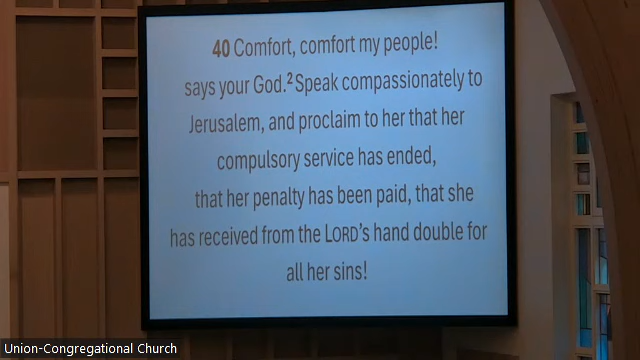 40 Comfort, comfort my people!
says your God.² Speak compassionately to
Jerusalem, and proclaim to her that her
compulsory service has ended,
that her penalty has been paid, that she
has received from the LORD's hand double for
all her sins!
Union-Congregational Church